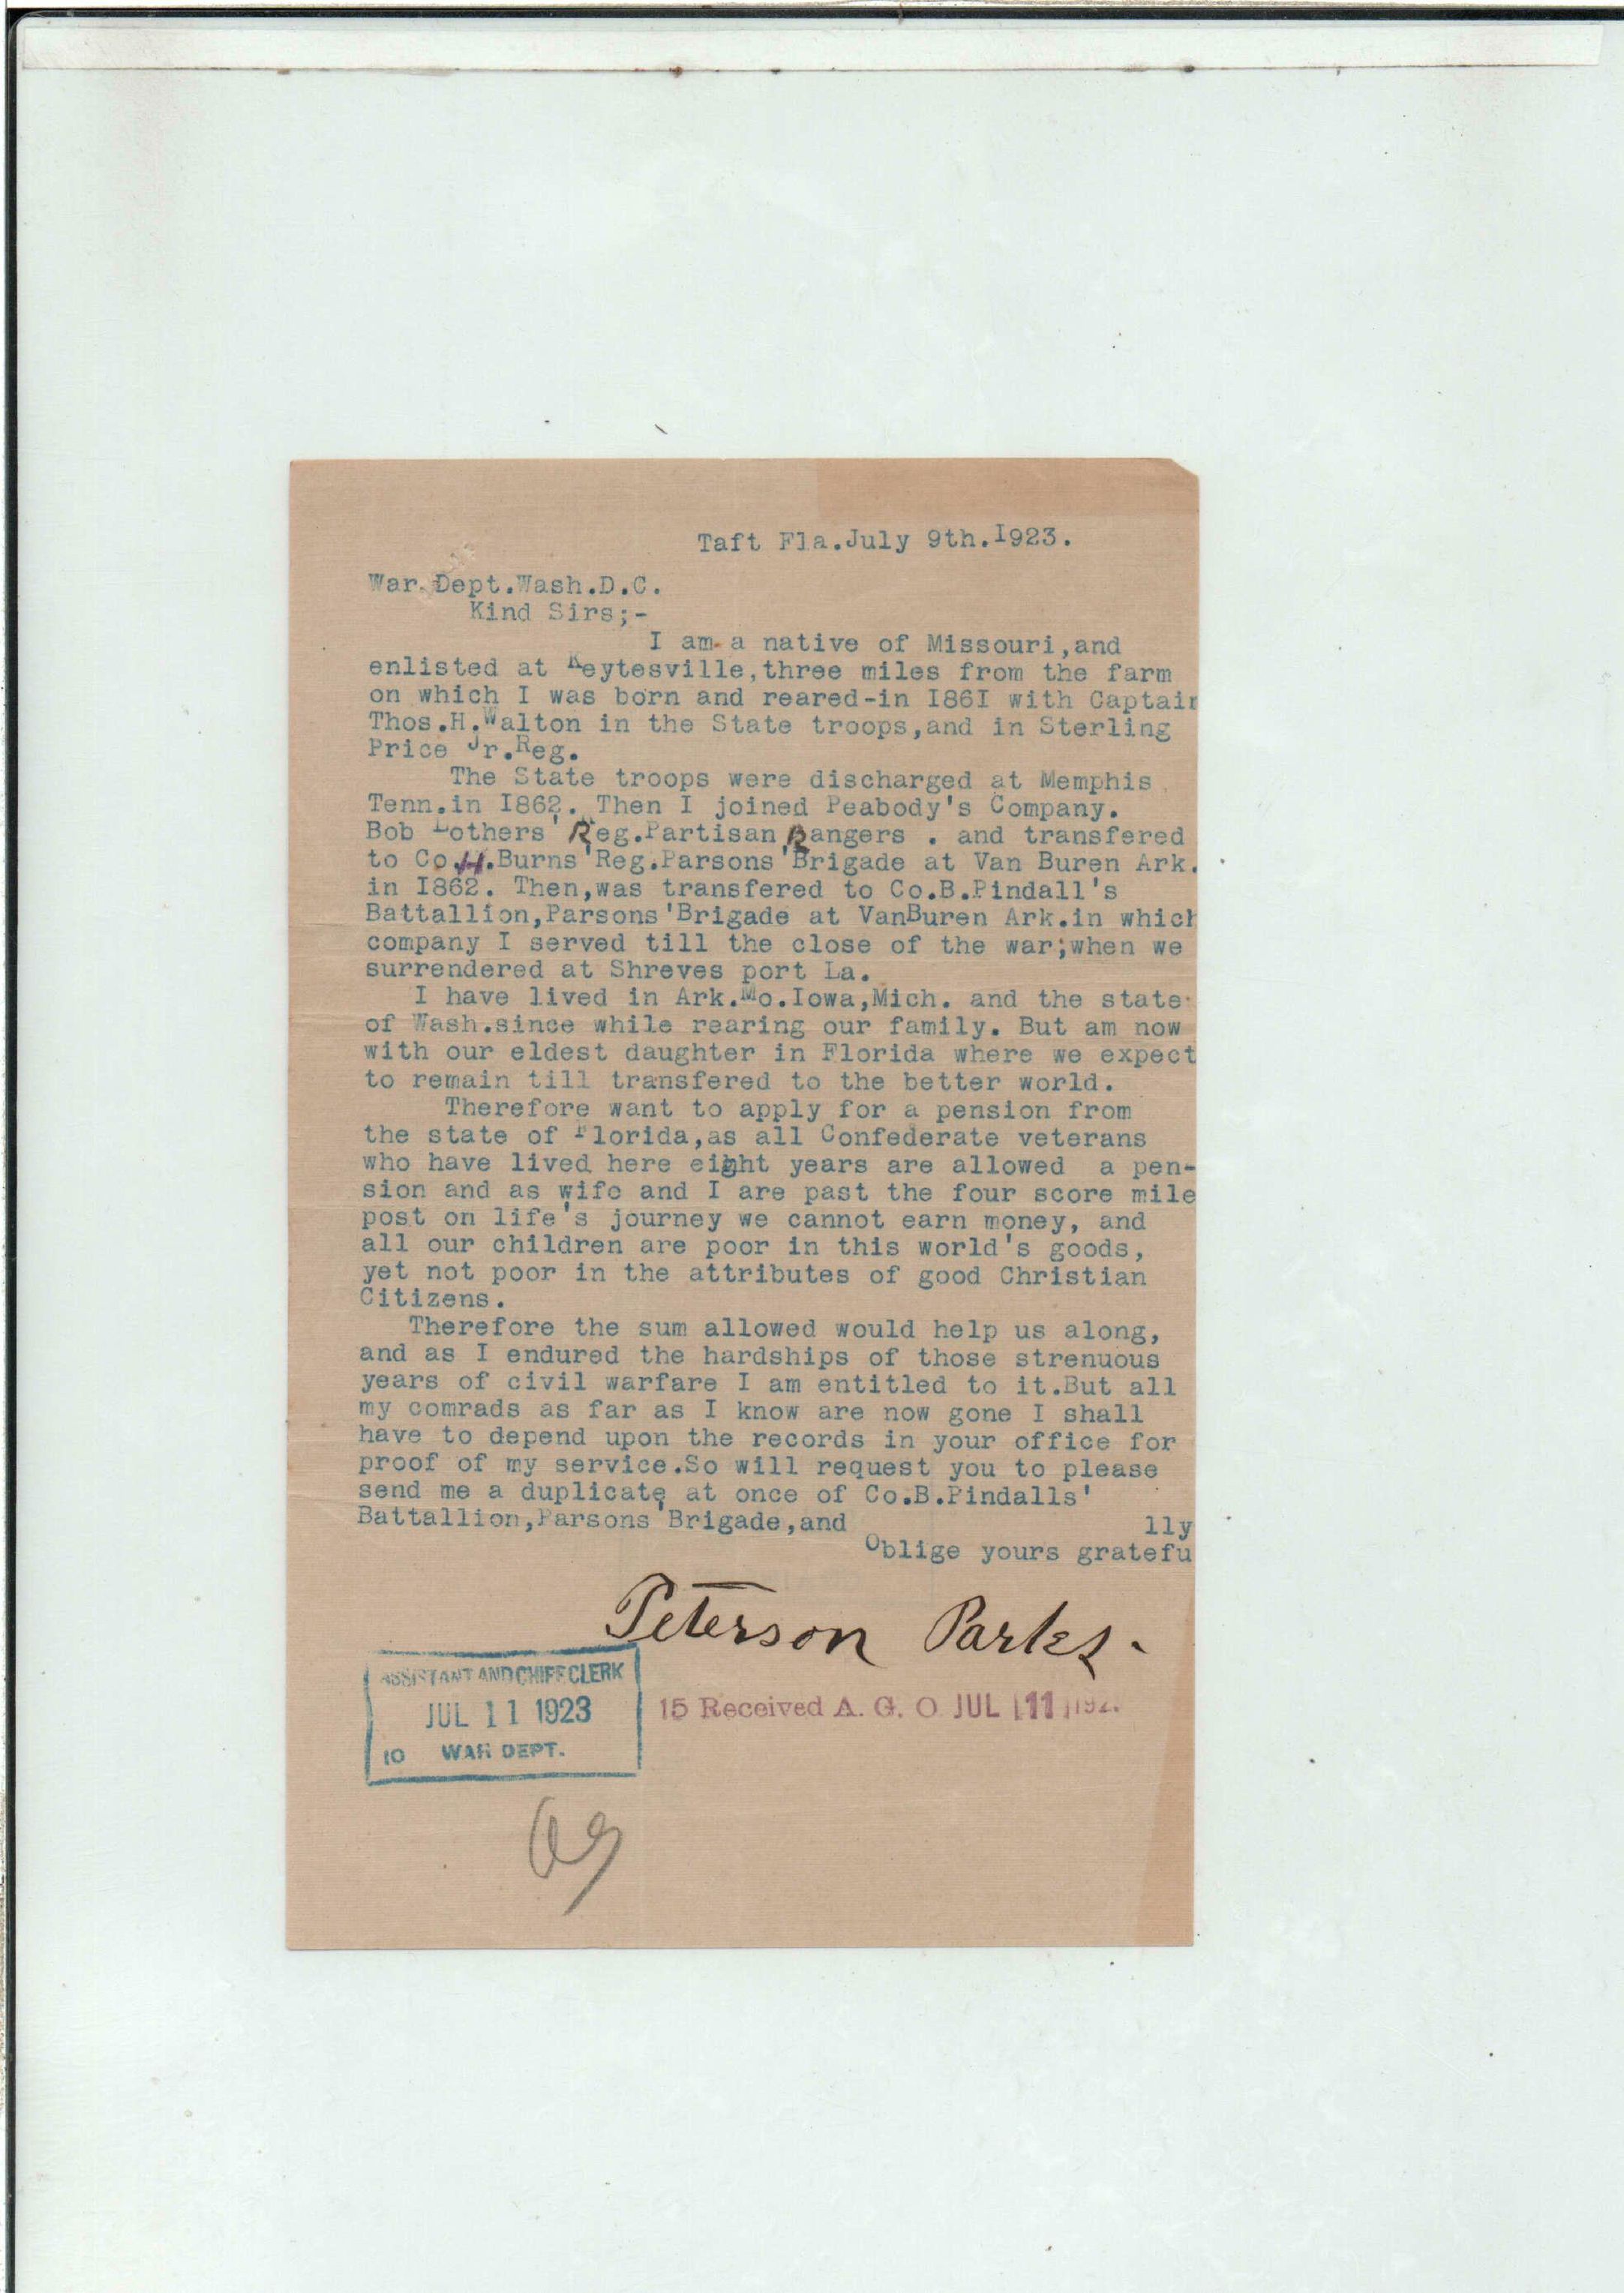 Taft Fla.July 9th.I923.
War Dept.Wash.D.C.
Kind Sirs;-
I am a native of Missouri,and
enlisted at Keytesville,three miles from the farm
on which I was born and reared-in I86I with Captain
Thos.H.Walton in the State troops,and in Sterling
Price Jr.Reg.
The State troops were discharged at Memphis
Tenn.in I862. Then I joined Peabody's Company.
Bob Lothers' Reg.Partisan Rangers . and transfered
to Co.H.Burns'Reg.Parsons'Brigade at Van Buren Ark.
in I862. Then,was transfered to Co.B.Pindall's
Battallion,Parsons'Brigade at VanBuren Ark.in which
company I served till the close of the war;when we
surrendered at Shreves port La.
I have lived in Ark.Mo.Iowa,Mich. and the state
of Wash.since while rearing our family. But am now
with our eldest daughter in Florida where we expect
to remain till transfered to the better world.
Therefore want to apply for a pension from
the state of Florida,as all Confederate veterans
who have lived here eight years are allowed a pen-
sion and as wife and I are past the four score mile
post on life's journey we cannot earn money, and
all our children are poor in this world's goods,
yet not poor in the attributes of good Christian
Citizens.
Therefore the sum allowed would help us along,
and as I endured the hardships of those strenuous
years of civil warfare I am entitled to it.But all
my comrads as far as I know are now gone I shall
have to depend upon the records in your office for
proof of my service.So will request you to please
send me a duplicate at once of Co.B.Pindalls'
Battallion,Parsons'Brigade,and
lly
Oblige yours gratefu
Peterson Parks.
ASSISTANT AND CHIEF CLERK
JUL 11 1923
10 WAR DEPT.
15 Received A. G. O JUL 11 192